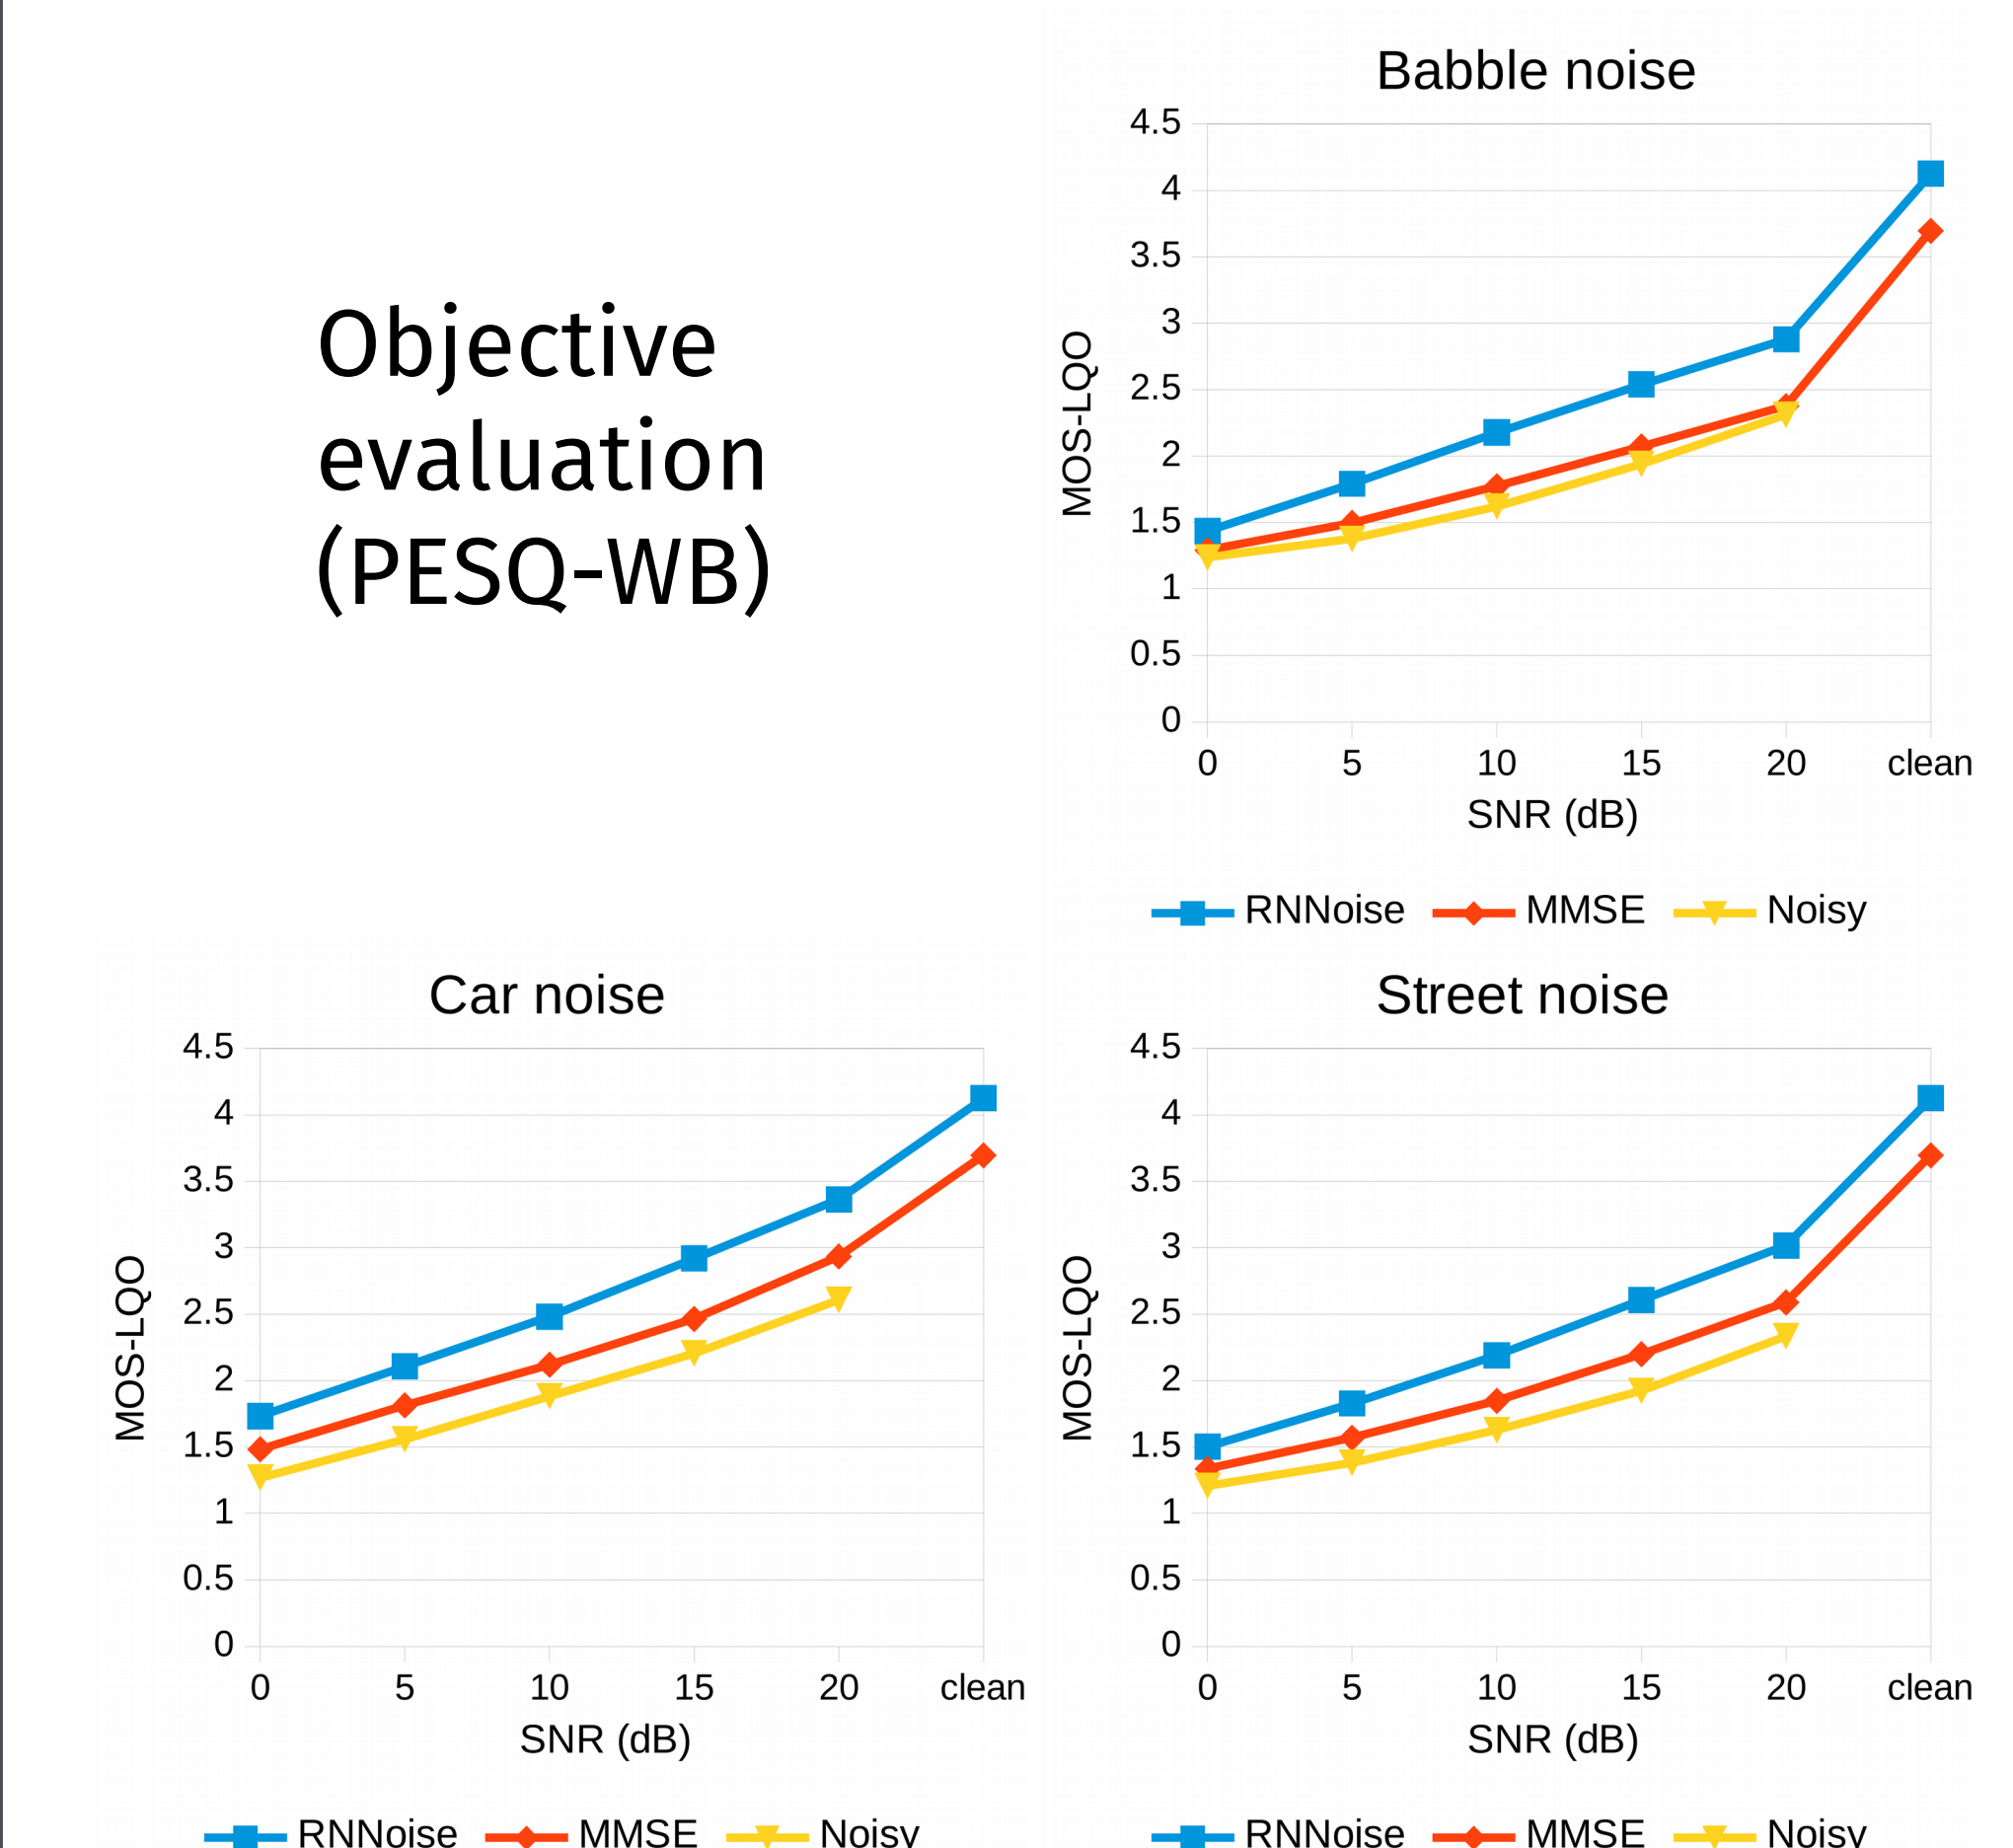 Objective
evaluation
(PESQ-WB)
Babble noise
4.5
4
3.5
3
2.5
2
1.5
1
0.5
0
MOS-LQO
0 5 10 15 20 clean
SNR (dB)
RNNoise MMSE Noisy
Car noise
4.5
4
3.5
3
2.5
2
1.5
1
0.5
0
MOS-LQO
0 5 10 15 20 clean
SNR (dB)
RNNoise MMSE Noisy
Street noise
4.5
4
3.5
3
2.5
2
1.5
1
0.5
0
MOS-LQO
0 5 10 15 20 clean
SNR (dB)
RNNoise MMSE Noisy